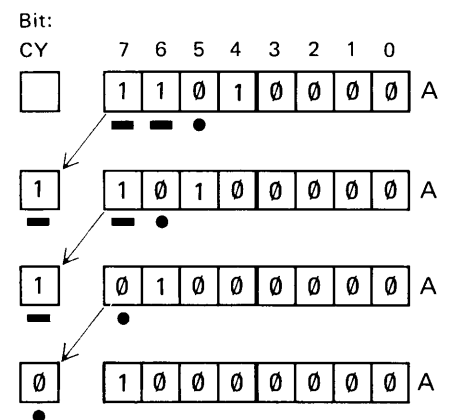 Bit:
CY 7 6 5 4 3 2 1 0
1 1 Ø 1 Ø Ø Ø Ø A
1 1 Ø 1 Ø Ø Ø Ø Ø A
1 Ø 1 Ø Ø Ø Ø Ø Ø A
Ø 1 Ø Ø Ø Ø Ø Ø Ø A